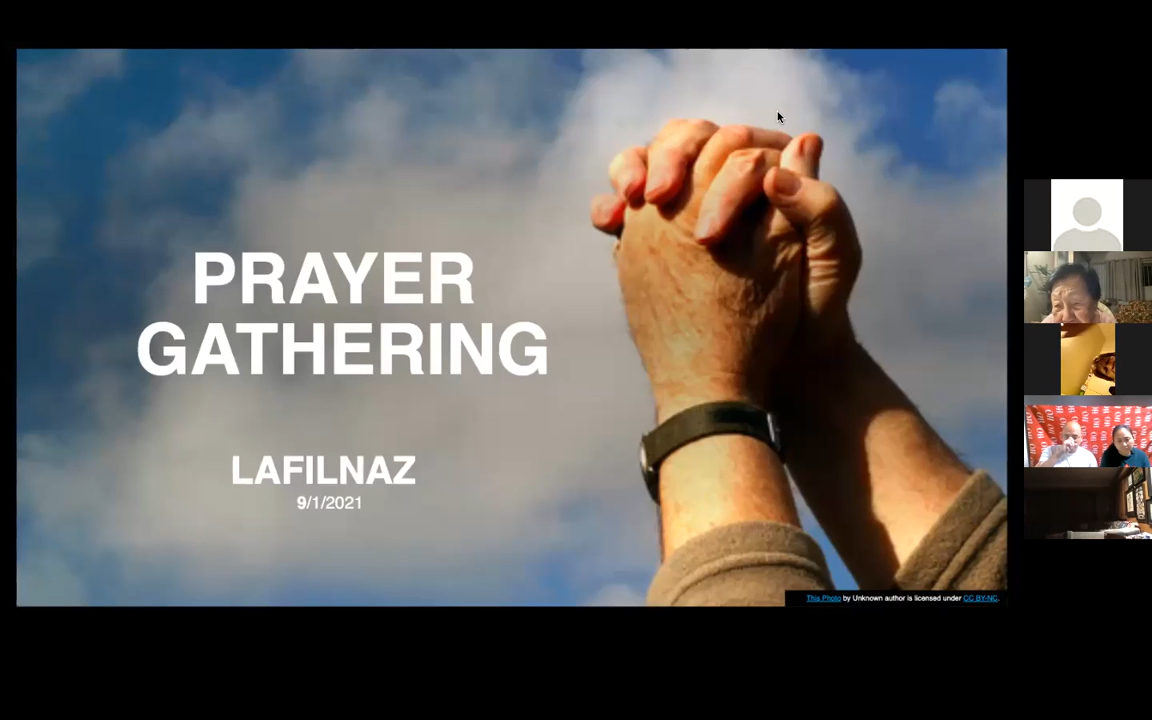 PRAYER
GATHERING
LAFILNAZ
9/1/2021
This Photo by Unknown author is licensed under CC BY-NC.